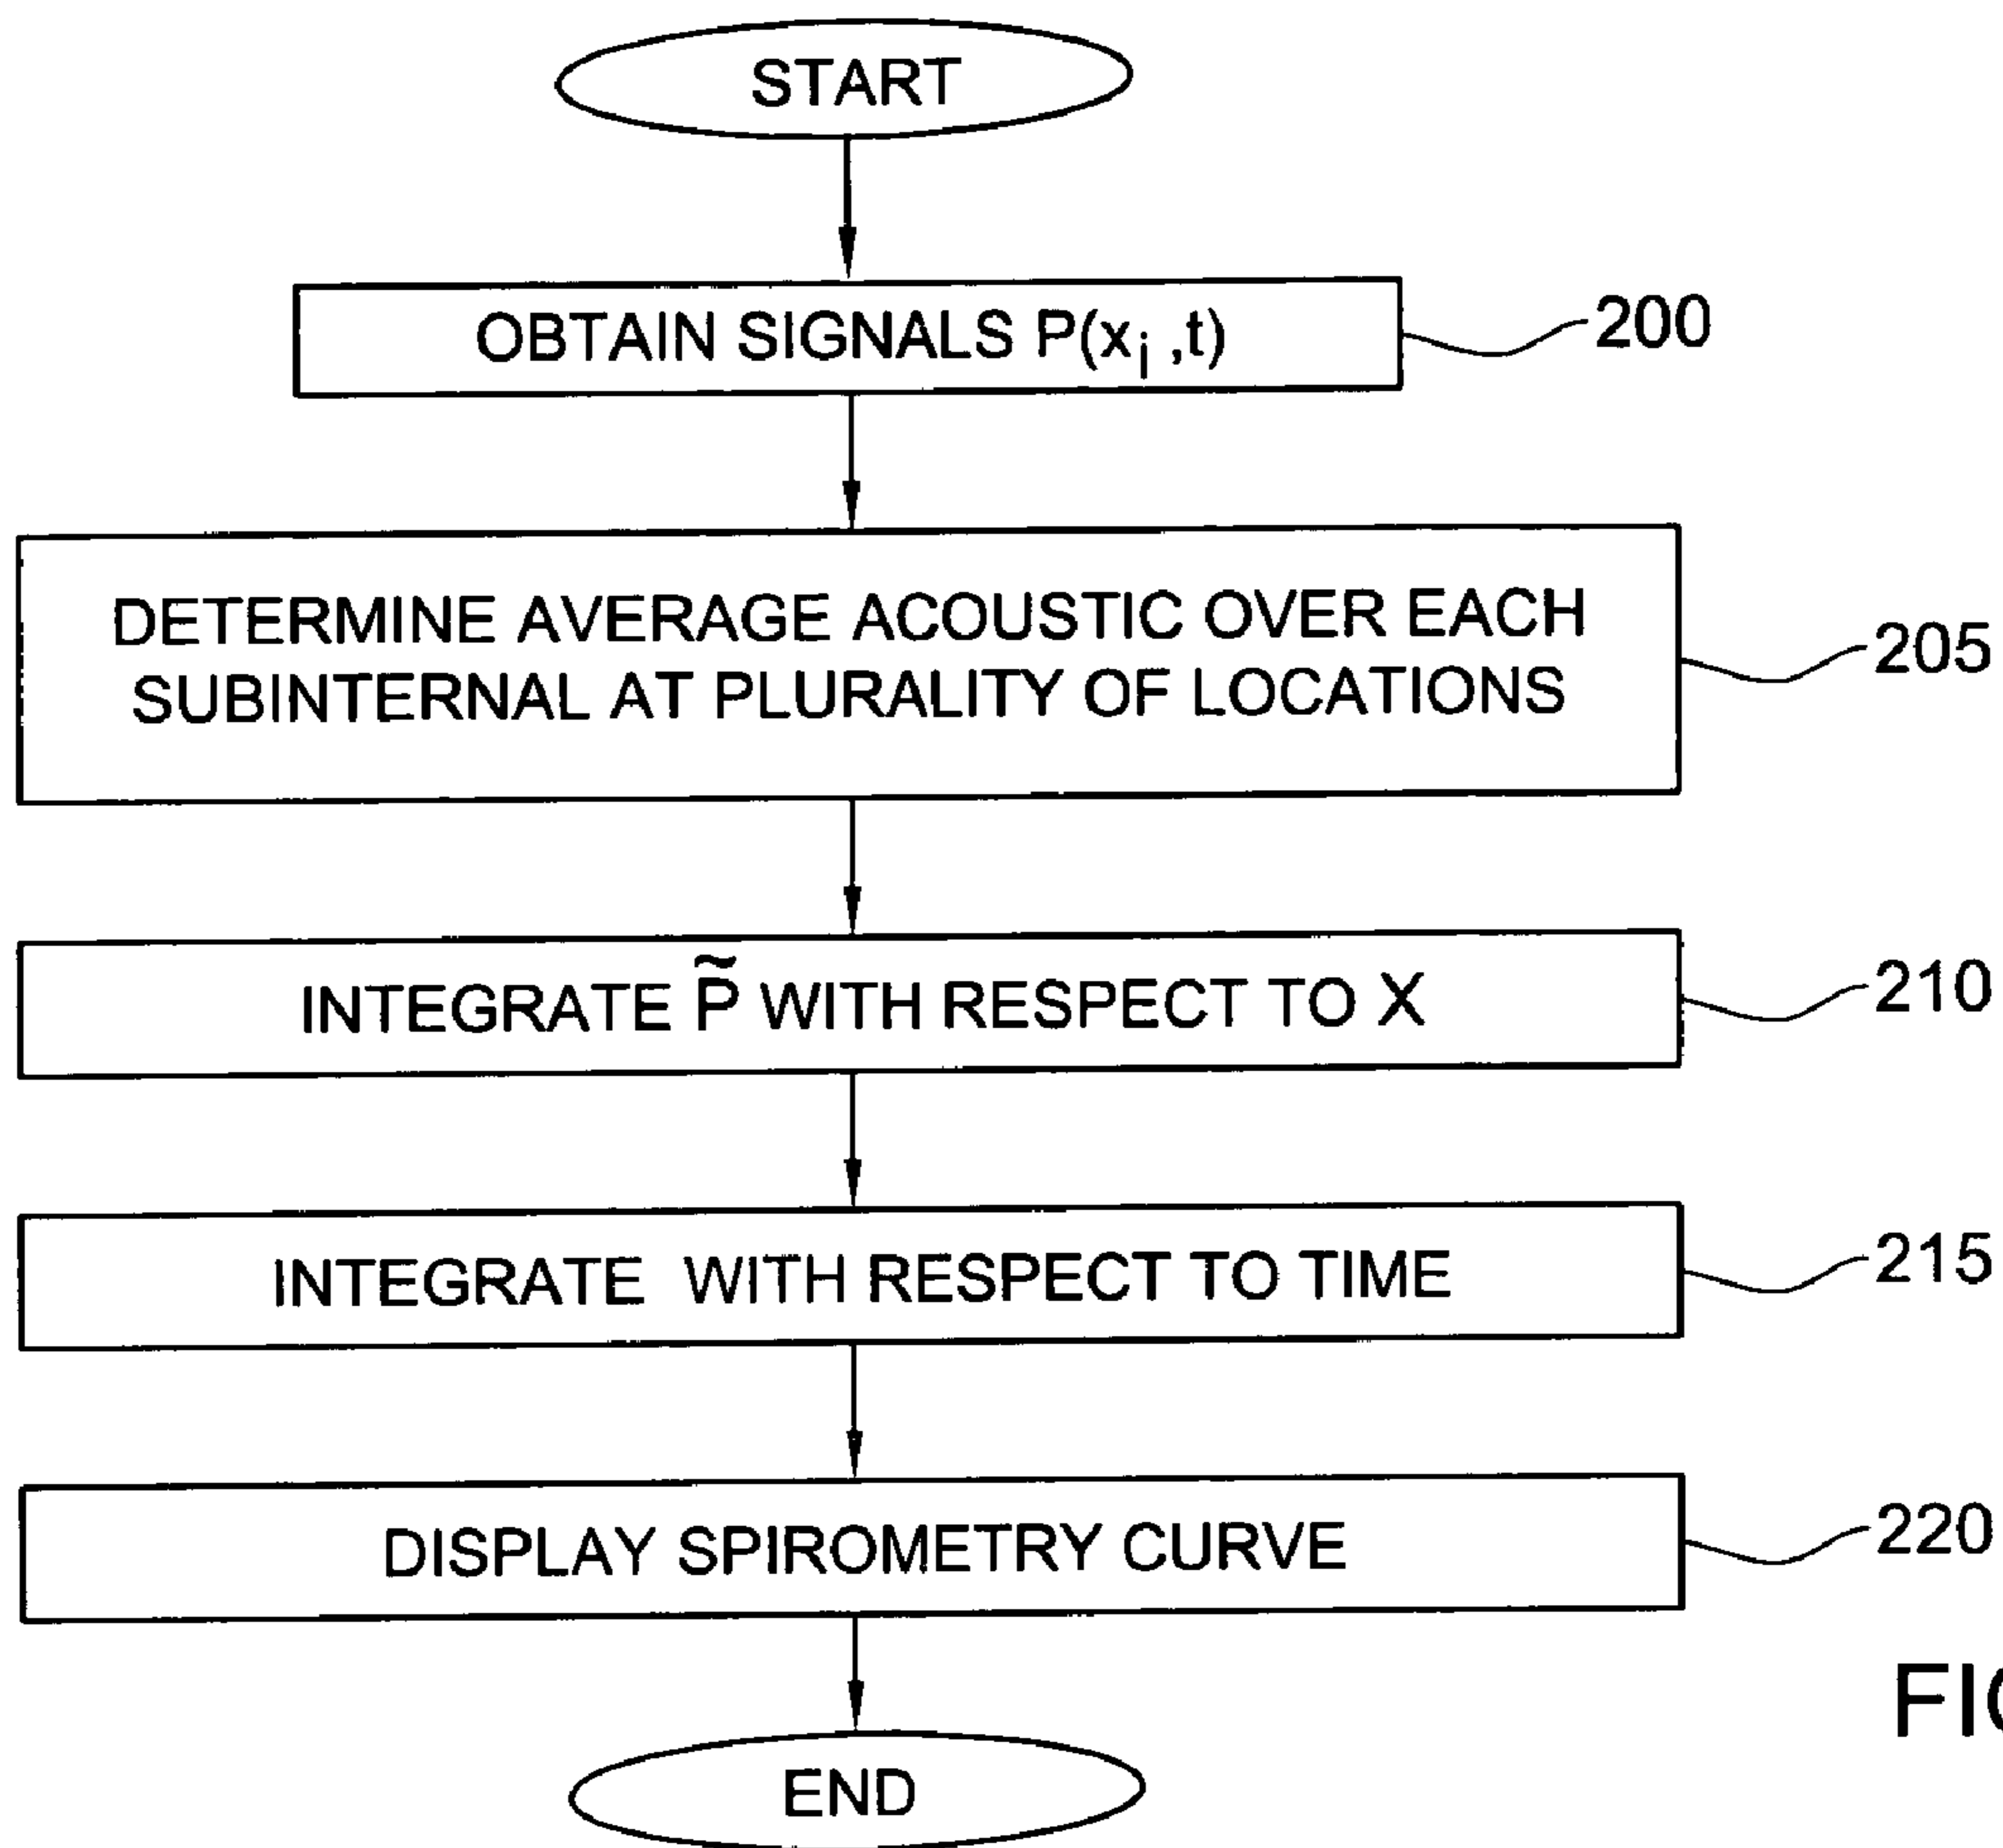 START
OBTAIN SIGNALS P(xᵢ ,t)
200
DETERMINE AVERAGE ACOUSTIC OVER EACH
SUBINTERNAL AT PLURALITY OF LOCATIONS
205
INTEGRATE P̃ WITH RESPECT TO X
210
INTEGRATE WITH RESPECT TO TIME
215
DISPLAY SPIROMETRY CURVE
220
END